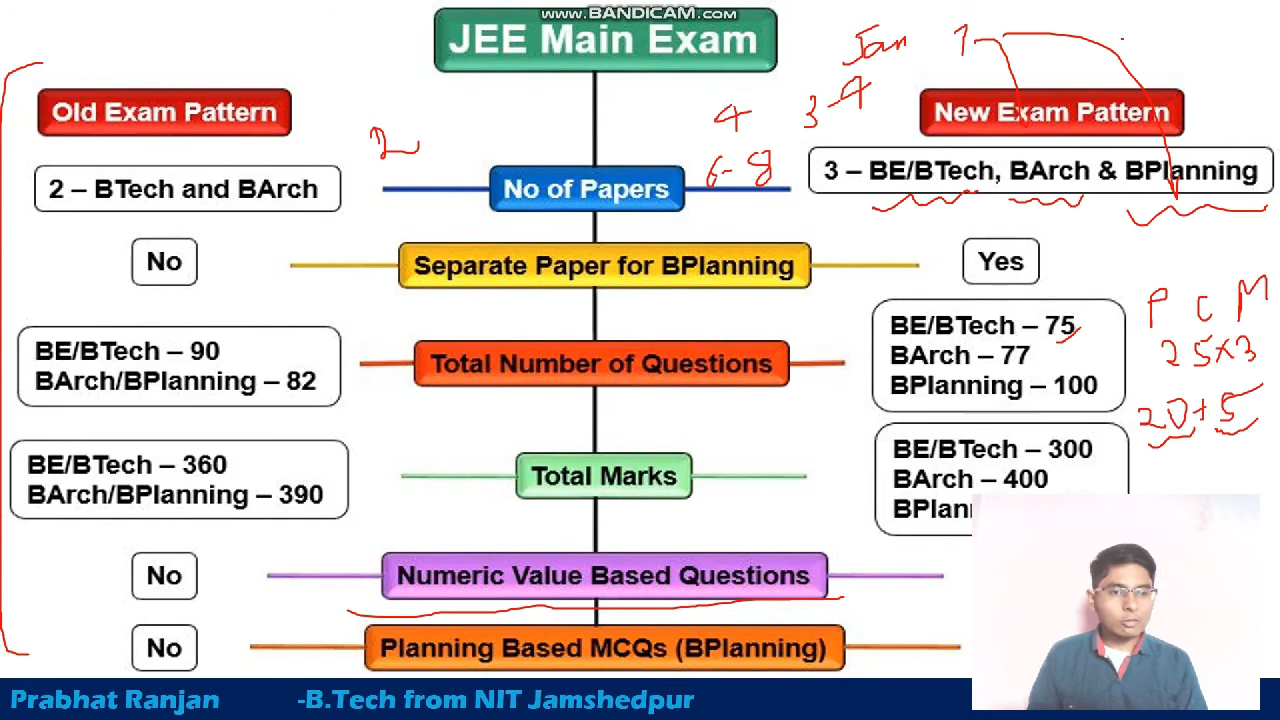 www.BANDICAM.com
JEE Main Exam
Jan
Old Exam Pattern
New Exam Pattern
4
3-4
2
6-8
2 – BTech and BArch
No of Papers
3 – BE/BTech, BArch & BPlanning
No
Separate Paper for BPlanning
Yes
BE/BTech – 90
BArch/BPlanning – 82
Total Number of Questions
BE/BTech – 75
BArch – 77
BPlanning – 100
P C M
25x3
20+5
BE/BTech – 360
BArch/BPlanning – 390
Total Marks
BE/BTech – 300
BArch – 400
No
Numeric Value Based Questions
No
Planning Based MCQs (BPlanning)
Prabhat Ranjan -B.Tech from NIT Jamshedpur